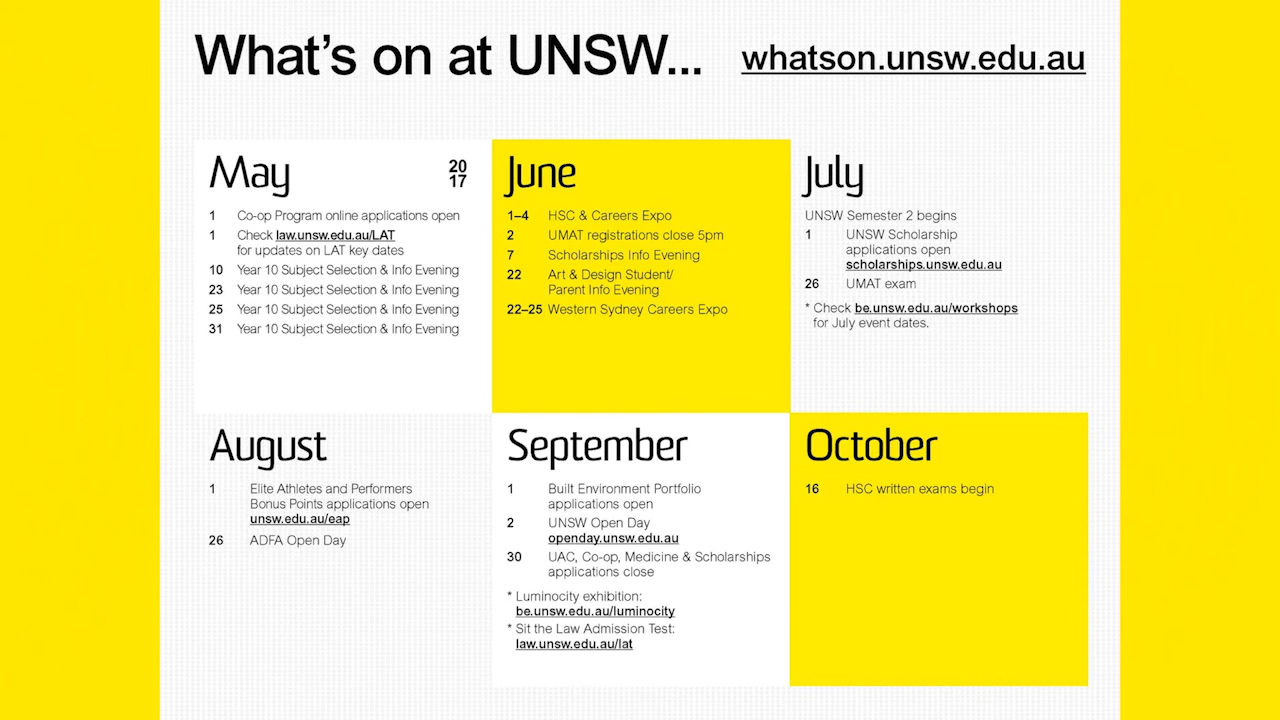 What's on at UNSW... whatson.unsw.edu.au
May 20 17
1 Co-op Program online applications open
1 Check law.unsw.edu.au/LAT
for updates on LAT key dates
10 Year 10 Subject Selection & Info Evening
23 Year 10 Subject Selection & Info Evening
25 Year 10 Subject Selection & Info Evening
31 Year 10 Subject Selection & Info Evening
June
1–4 HSC & Careers Expo
2 UMAT registrations close 5pm
7 Scholarships Info Evening
22 Art & Design Student/
Parent Info Evening
22–25 Western Sydney Careers Expo
July
UNSW Semester 2 begins
1 UNSW Scholarship
applications open
scholarships.unsw.edu.au
26 UMAT exam
* Check be.unsw.edu.au/workshops
for July event dates.
August
1 Elite Athletes and Performers
Bonus Points applications open
unsw.edu.au/eap
26 ADFA Open Day
September
1 Built Environment Portfolio
applications open
2 UNSW Open Day
openday.unsw.edu.au
30 UAC, Co-op, Medicine & Scholarships
applications close
* Luminocity exhibition:
be.unsw.edu.au/luminocity
* Sit the Law Admission Test:
law.unsw.edu.au/lat
October
16 HSC written exams begin